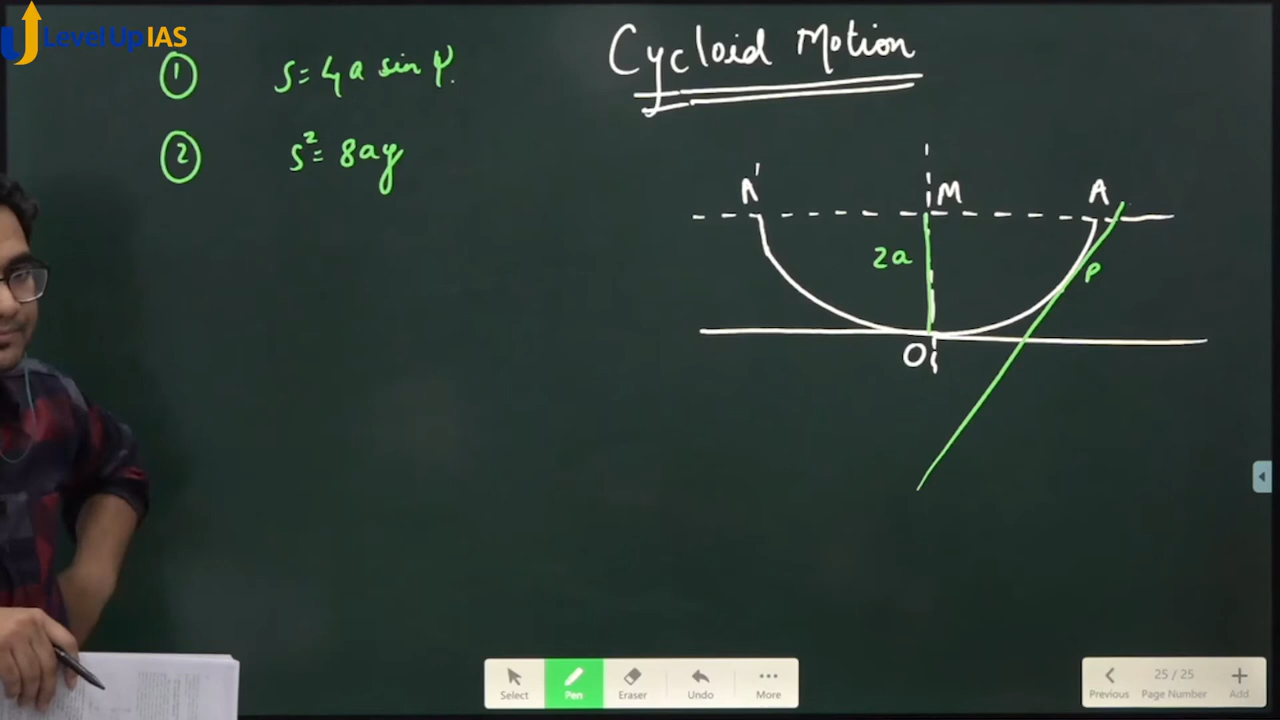 Level Up IAS
Cycloid Motion
① s = 4a sin ψ.
② s² = 8ay
A'
M
A
2a
P
O
Select
Pen
Eraser
Undo
More
Previous
25 / 25
Page Number
Add